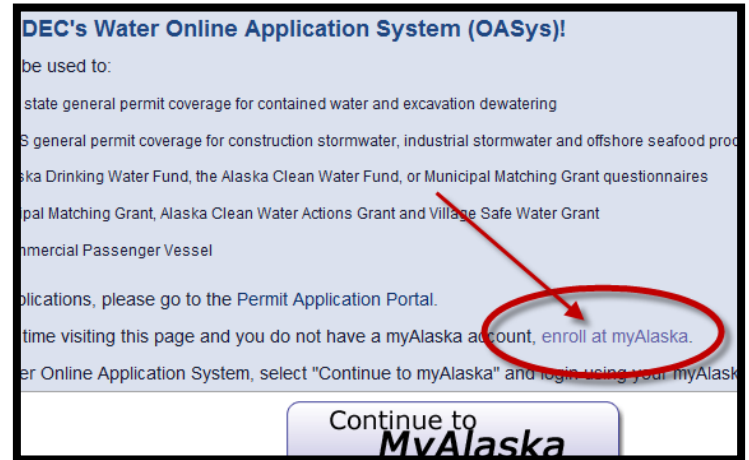 DEC's Water Online Application System (OASys)!
be used to:
state general permit coverage for contained water and excavation dewatering
S general permit coverage for construction stormwater, industrial stormwater and offshore seafood proc
ska Drinking Water Fund, the Alaska Clean Water Fund, or Municipal Matching Grant questionnaires
ipal Matching Grant, Alaska Clean Water Actions Grant and Village Safe Water Grant
mmercial Passenger Vessel
plications, please go to the Permit Application Portal.
time visiting this page and you do not have a myAlaska account, enroll at myAlaska.
er Online Application System, select "Continue to myAlaska" and login using your myAlask
Continue to
MyAlaska